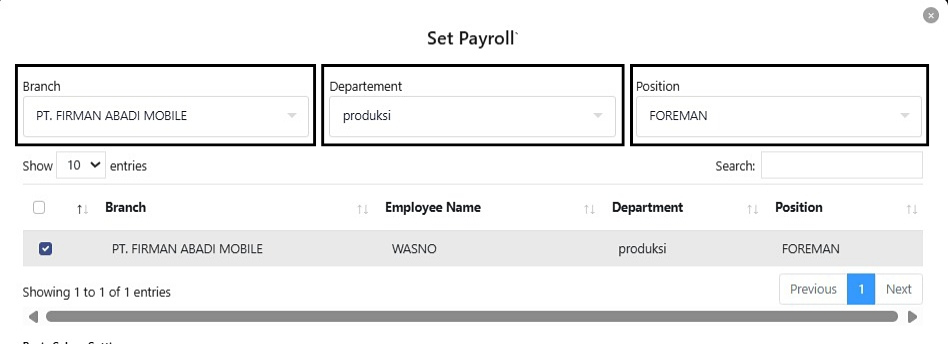 Set Payroll`
Branch Departement Position
PT. FIRMAN ABADI MOBILE produksi FOREMAN
Show 10 entries Search:
Branch Employee Name Department Position
PT. FIRMAN ABADI MOBILE WASNO produksi FOREMAN
Showing 1 to 1 of 1 entries Previous 1 Next